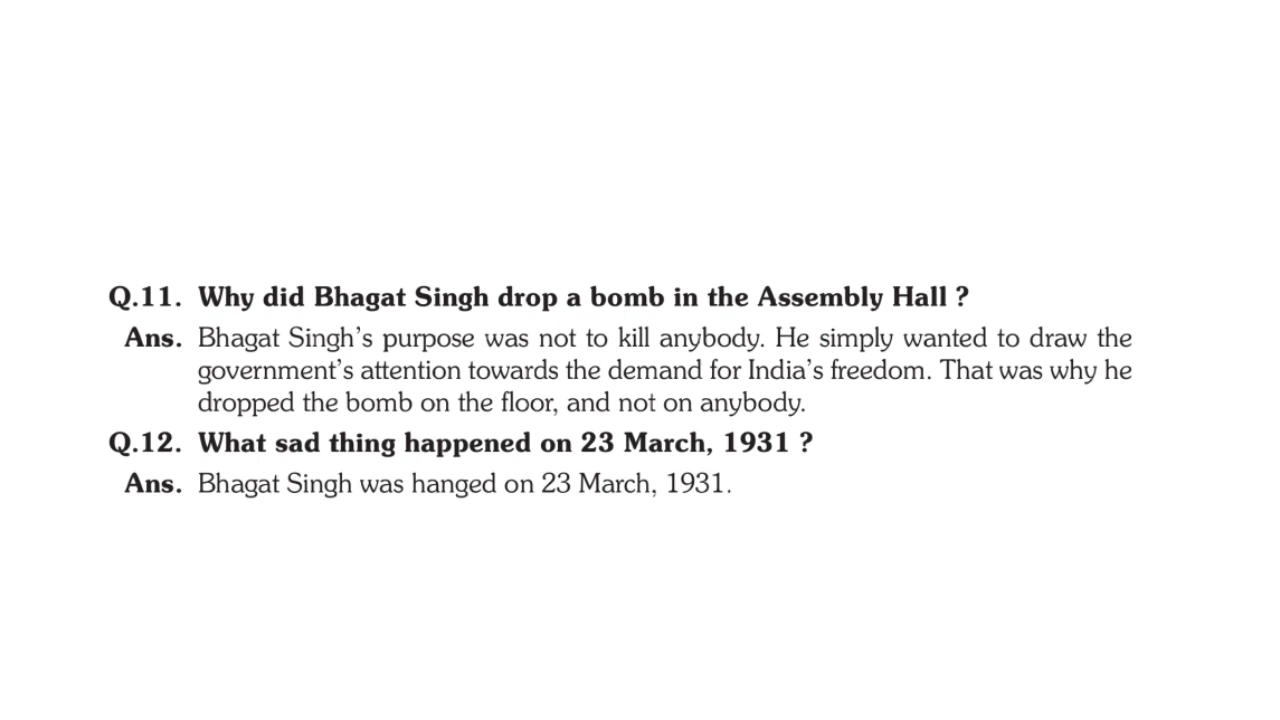 Q.11. Why did Bhagat Singh drop a bomb in the Assembly Hall ?
Ans. Bhagat Singh’s purpose was not to kill anybody. He simply wanted to draw the
government’s attention towards the demand for India’s freedom. That was why he
dropped the bomb on the floor, and not on anybody.
Q.12. What sad thing happened on 23 March, 1931 ?
Ans. Bhagat Singh was hanged on 23 March, 1931.